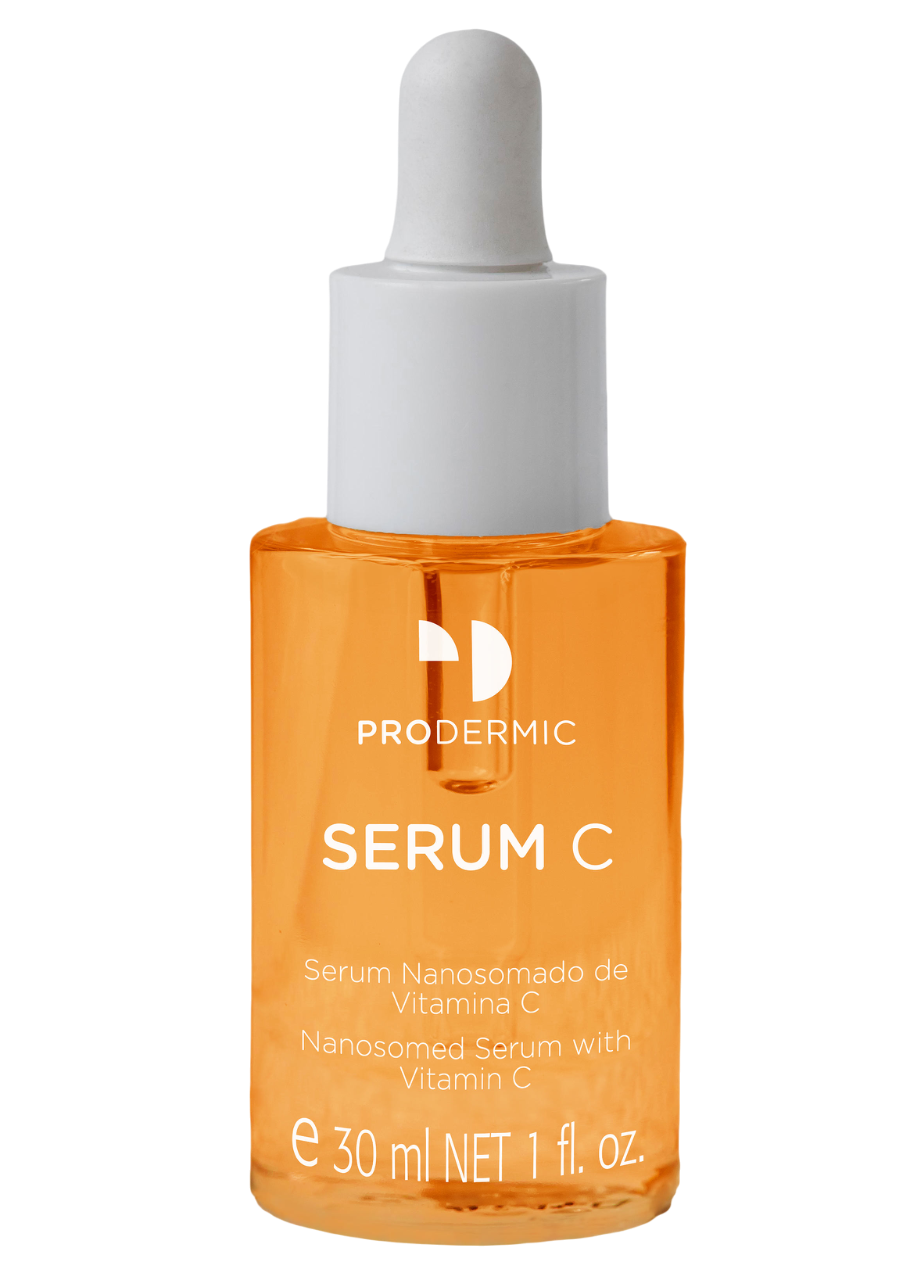 PRODERMIC
SERUM C
Serum Nanosomado de
Vitamina C
Nanosomed Serum with
Vitamin C
e 30 ml NET 1 fl. oz.